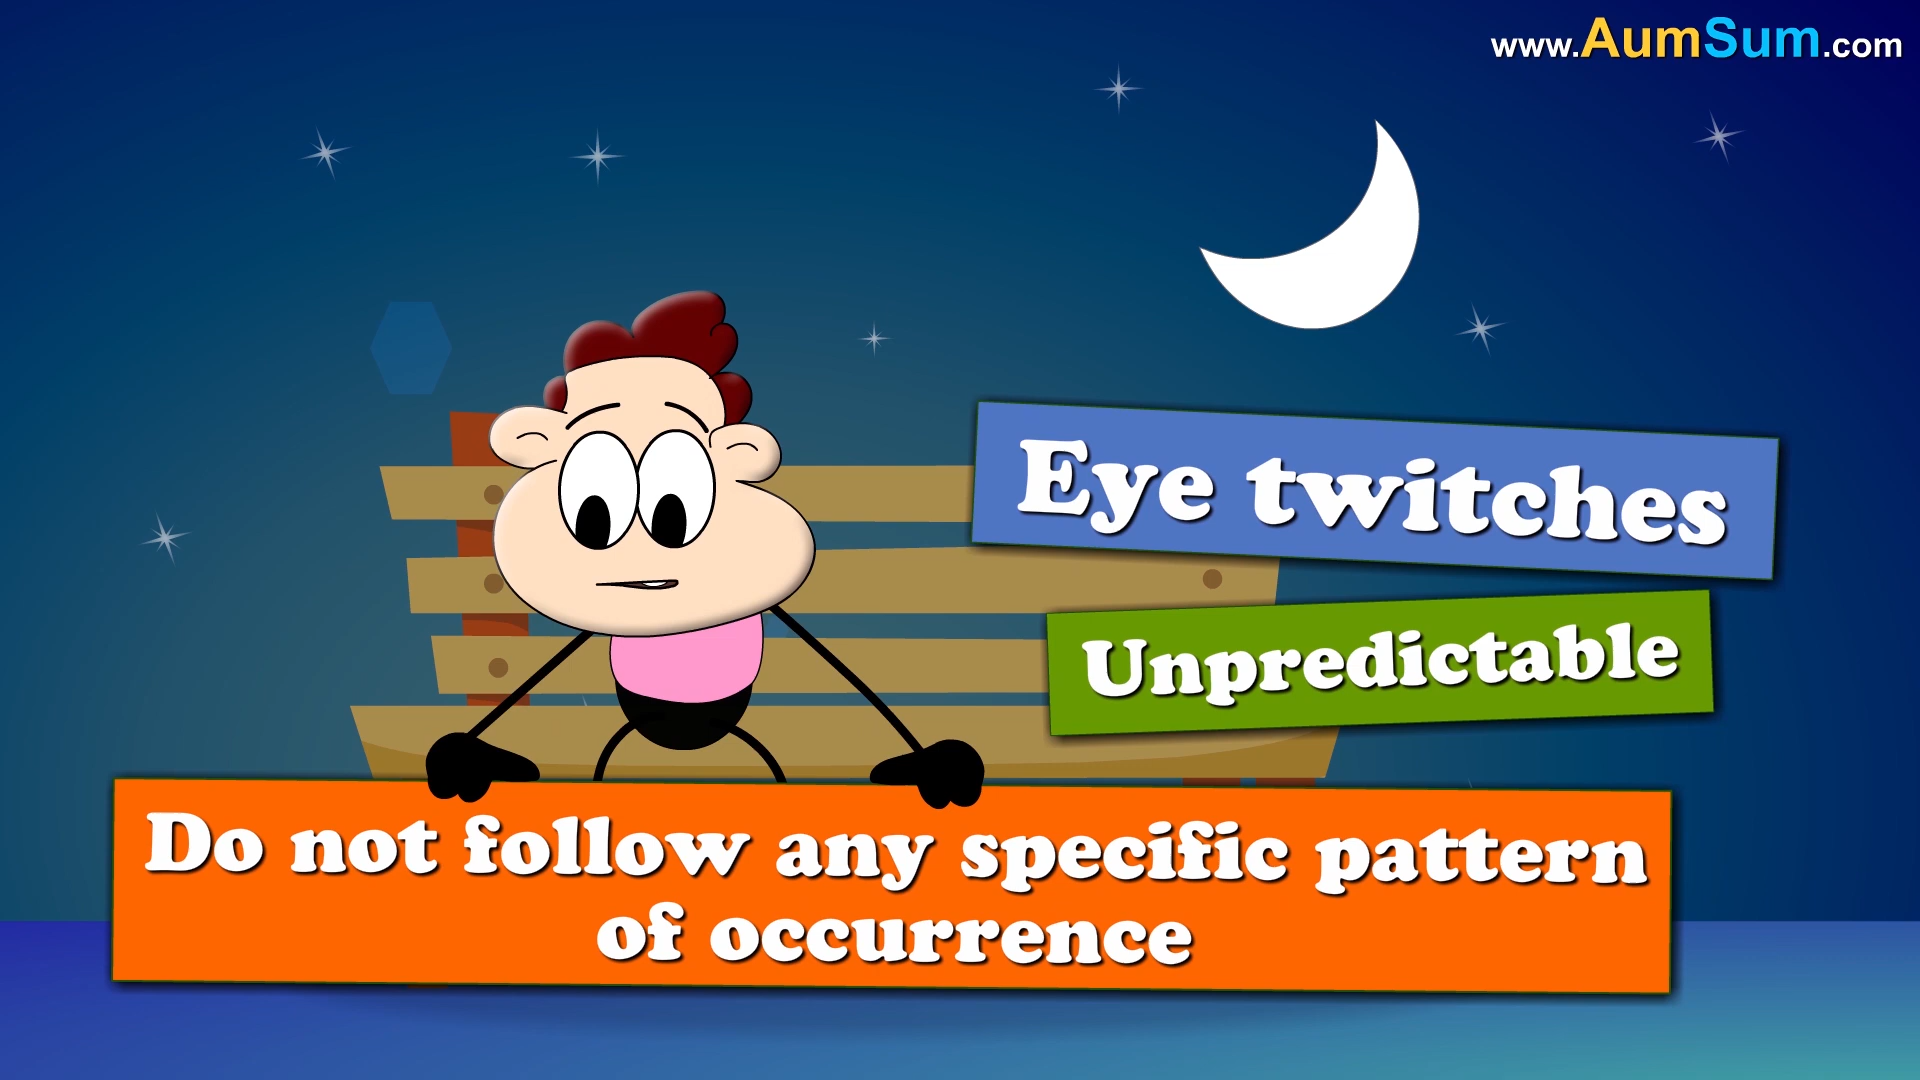 www.AumSum.com
Eye twitches
Unpredictable
Do not follow any specific pattern
of occurrence